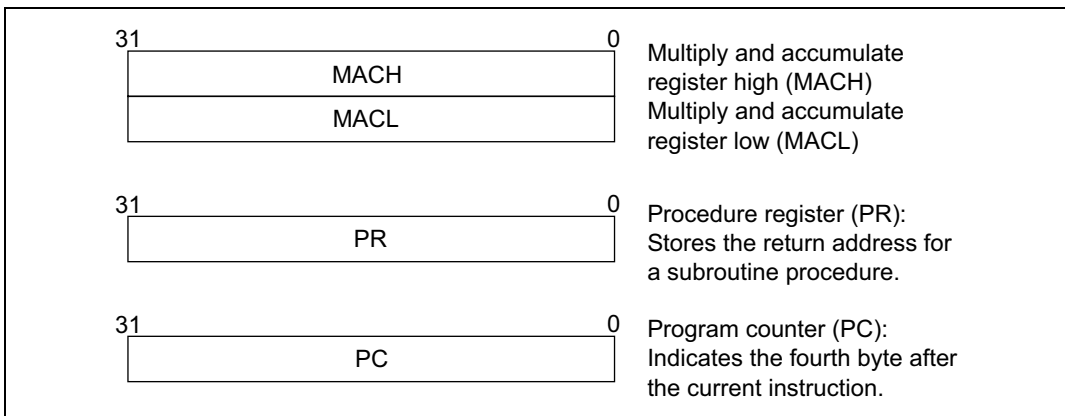 31 0
MACH
MACL
Multiply and accumulate
register high (MACH)
Multiply and accumulate
register low (MACL)
31 0
PR
Procedure register (PR):
Stores the return address for
a subroutine procedure.
31 0
PC
Program counter (PC):
Indicates the fourth byte after
the current instruction.